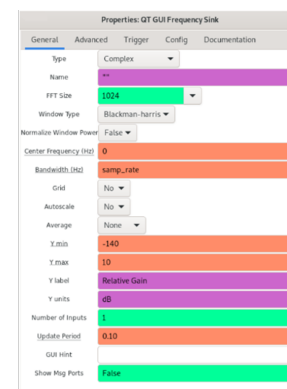 Properties: QT GUI Frequency Sink
General Advanced Trigger Config Documentation
Type Complex
Name ""
FFT Size 1024
Window Type Blackman-harris
Normalize Window Power False
Center Frequency (Hz) 0
Bandwidth (Hz) samp_rate
Grid No
Autoscale No
Average None
Y min -140
Y max 10
Y label Relative Gain
Y units dB
Number of Inputs 1
Update Period 0.10
GUI Hint
Show Msg Ports False